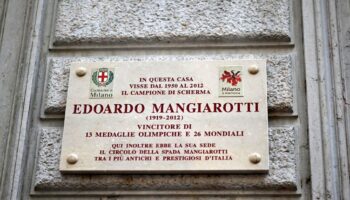 Comune di
Milano
IN QUESTA CASA
VISSE DAL 1950 AL 2012
IL CAMPIONE DI SCHERMA
Milano
EDOARDO MANGIAROTTI
(1919-2012)
VINCITORE DI
13 MEDAGLIE OLIMPICHE E 26 MONDIALI
QUI INOLTRE EBBE LA SUA SEDE
IL CIRCOLO DELLA SPADA MANGIAROTTI
TRA I PIÙ ANTICHI E PRESTIGIOSI D'ITALIA